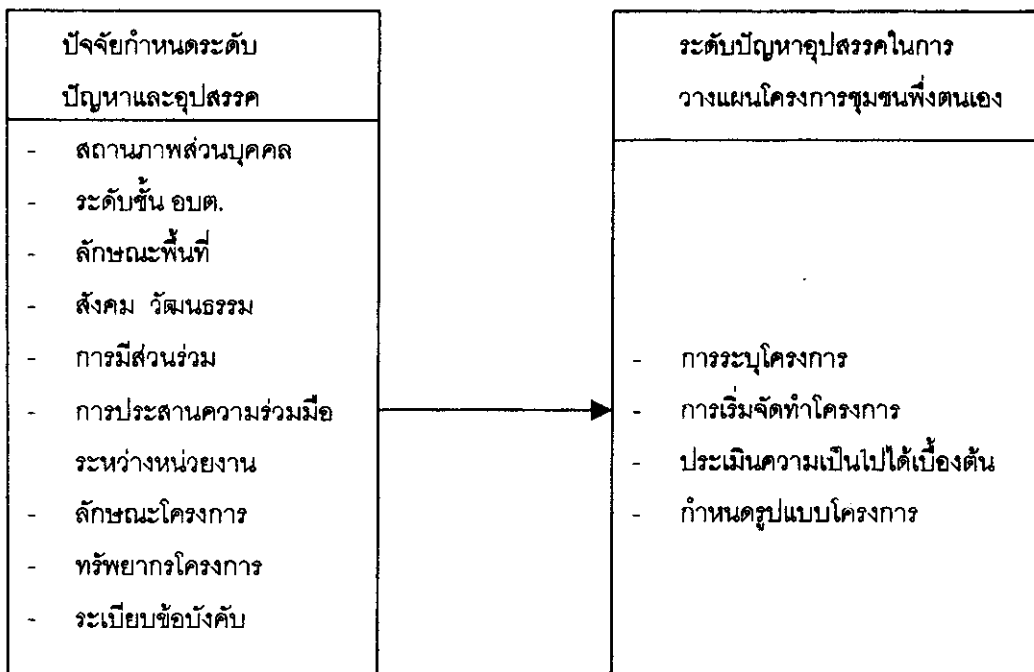 ปัจจัยกำหนดระดับ
ปัญหาและอุปสรรค
- สถานภาพส่วนบุคคล
- ระดับชั้น อบต.
- ลักษณะพื้นที่
- สังคม วัฒนธรรม
- การมีส่วนร่วม
- การประสานความร่วมมือ
ระหว่างหน่วยงาน
- ลักษณะโครงการ
- ทรัพยากรโครงการ
- ระเบียบข้อบังคับ
ระดับปัญหาอุปสรรคในการ
วางแผนโครงการชุมชนพึ่งตนเอง
- การระบุโครงการ
- การเริ่มจัดทำโครงการ
- ประเมินความเป็นไปได้เบื้องต้น
- กำหนดรูปแบบโครงการ